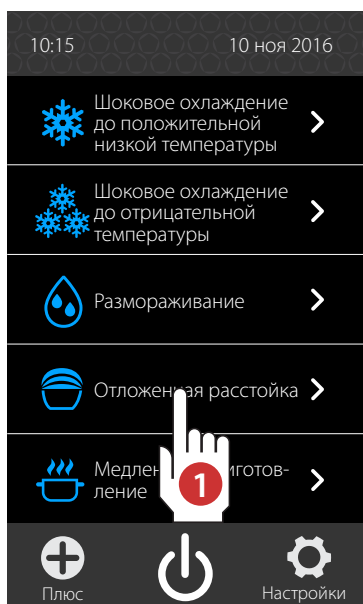 10:15 10 ноя 2016
Шоковое охлаждение
до положительной
низкой температуры
Шоковое охлаждение
до отрицательной
температуры
Размораживание
Отложенная расстойка
ление
1
Плюс Настройки